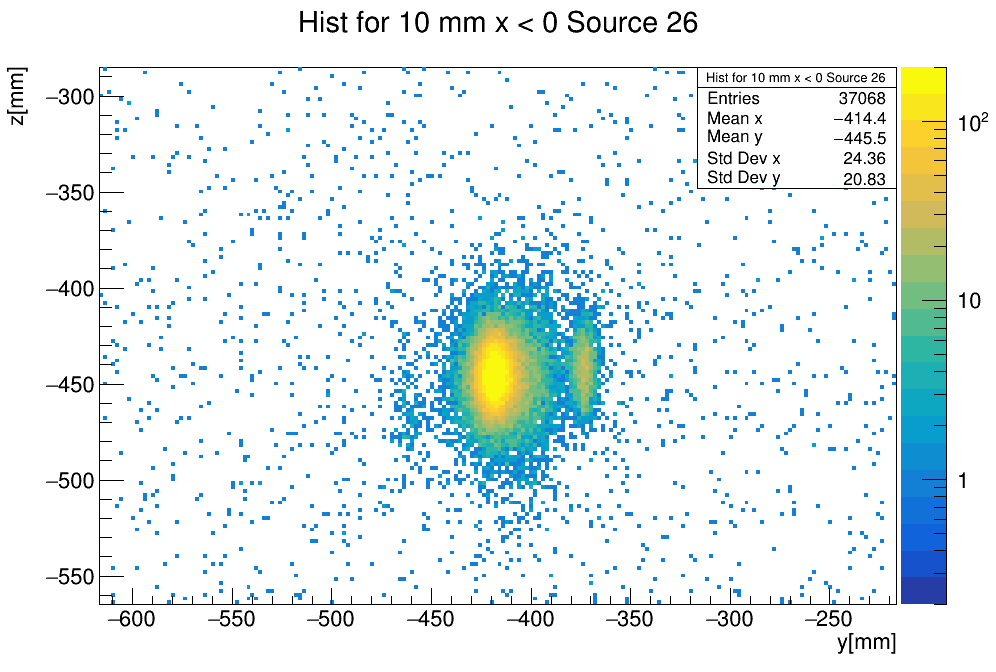 Hist for 10 mm x < 0 Source 26
z[mm]
Hist for 10 mm x < 0 Source 26
Entries 37068
Mean x −414.4
Mean y −445.5
Std Dev x 24.36
Std Dev y 20.83
−300
−350
−400
−450
−500
−550
10²
10
1
−600 −550 −500 −450 −400 −350 −300 −250
y[mm]